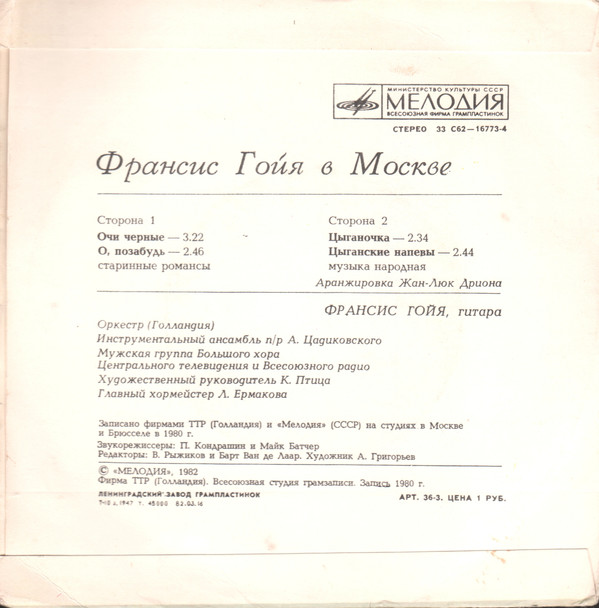 МИНИСТЕРСТВО КУЛЬТУРЫ СССР
МЕЛОДИЯ
ВСЕСОЮЗНАЯ ФИРМА ГРАМПЛАСТИНОК
СТЕРЕО 33 С62—16773-4
Франсис Гойя в Москве
Сторона 1
Очи черные — 3.22
О, позабудь — 2.46
старинные романсы
Сторона 2
Цыганочка — 2.34
Цыганские напевы — 2.44
музыка народная
Аранжировка Жан-Люк Дриона
ФРАНСИС ГОЙЯ, гитара
Оркестр (Голландия)
Инструментальный ансамбль п/р А. Цадиковского
Мужская группа Большого хора
Центрального телевидения и Всесоюзного радио
Художественный руководитель К. Птица
Главный хормейстер Л. Ермакова
Записано фирмами ТТР (Голландия) и «Мелодия» (СССР) на студиях в Москве
и Брюсселе в 1980 г.
Звукорежиссеры: П. Кондрашин и Майк Батчер
Редакторы: В. Рыжиков и Барт Ван де Лаар. Художник А. Григорьев
© «МЕЛОДИЯ», 1982
Фирма ТТР (Голландия). Всесоюзная студия грамзаписи. Запись 1980 г.
ЛЕНИНГРАДСКИЙ ЗАВОД ГРАМПЛАСТИНОК
АРТ. 36-3. ЦЕНА 1 РУБ.
т. 45000 82.03.16